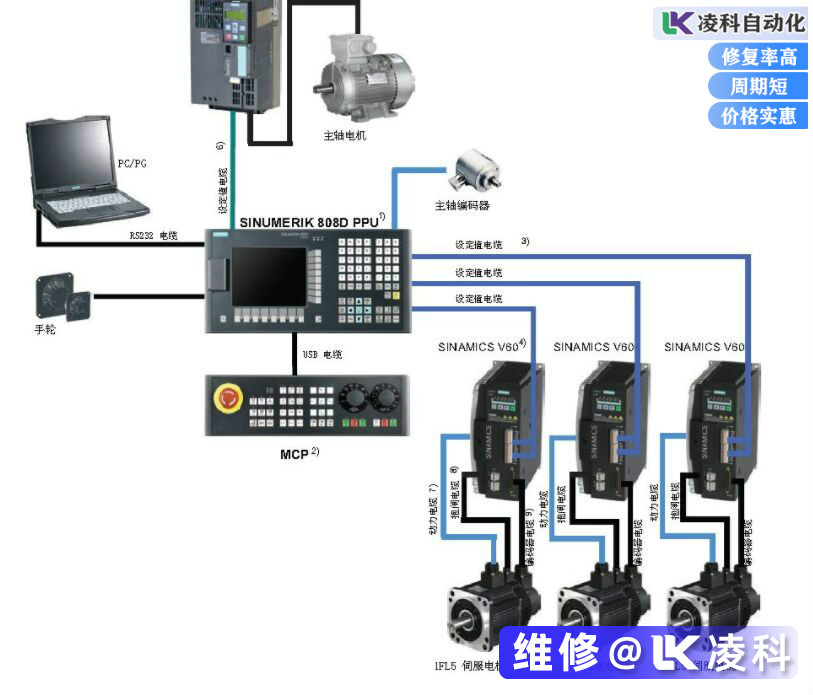 凌科自动化
修复率高
周期短
价格实惠
主轴电机
PC/PG
设定值电缆 6)
主轴编码器
SINUMERIK 808D PPU 1)
RS232 电缆
设定值电缆 3)
设定值电缆
设定值电缆
手轮
USB 电缆
SINAMICS V60 4)
SINAMICS V60
SINAMICS V60
SINAMICS
SINAMICS
SINAMICS
MCP 2)
动力电缆 7)
抱闸电缆 8)
编码器电缆 9)
动力电缆
抱闸电缆
编码器电缆
动力电缆
抱闸电缆
编码器电缆
1FL5 伺服电机
维修@凌科